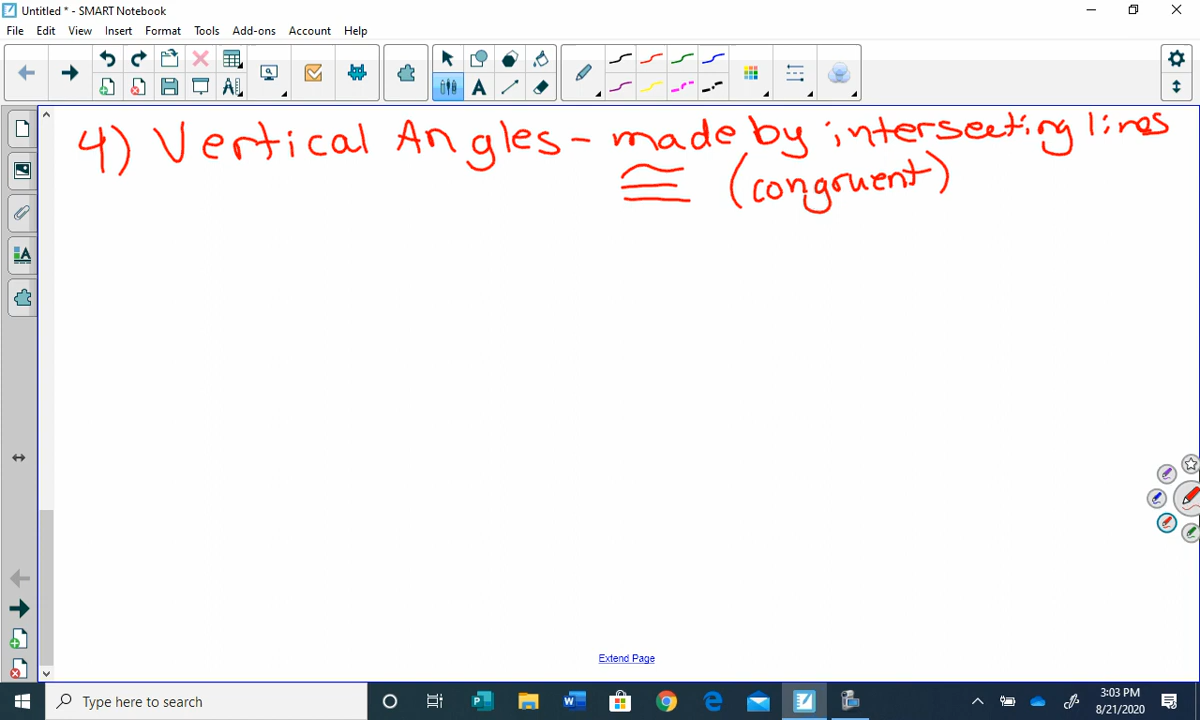 Untitled * - SMART Notebook
File Edit View Insert Format Tools Add-ons Account Help
4) Vertical Angles - made by intersecting lines
≅ (congruent)
Extend Page
Type here to search
3:03 PM
8/21/2020